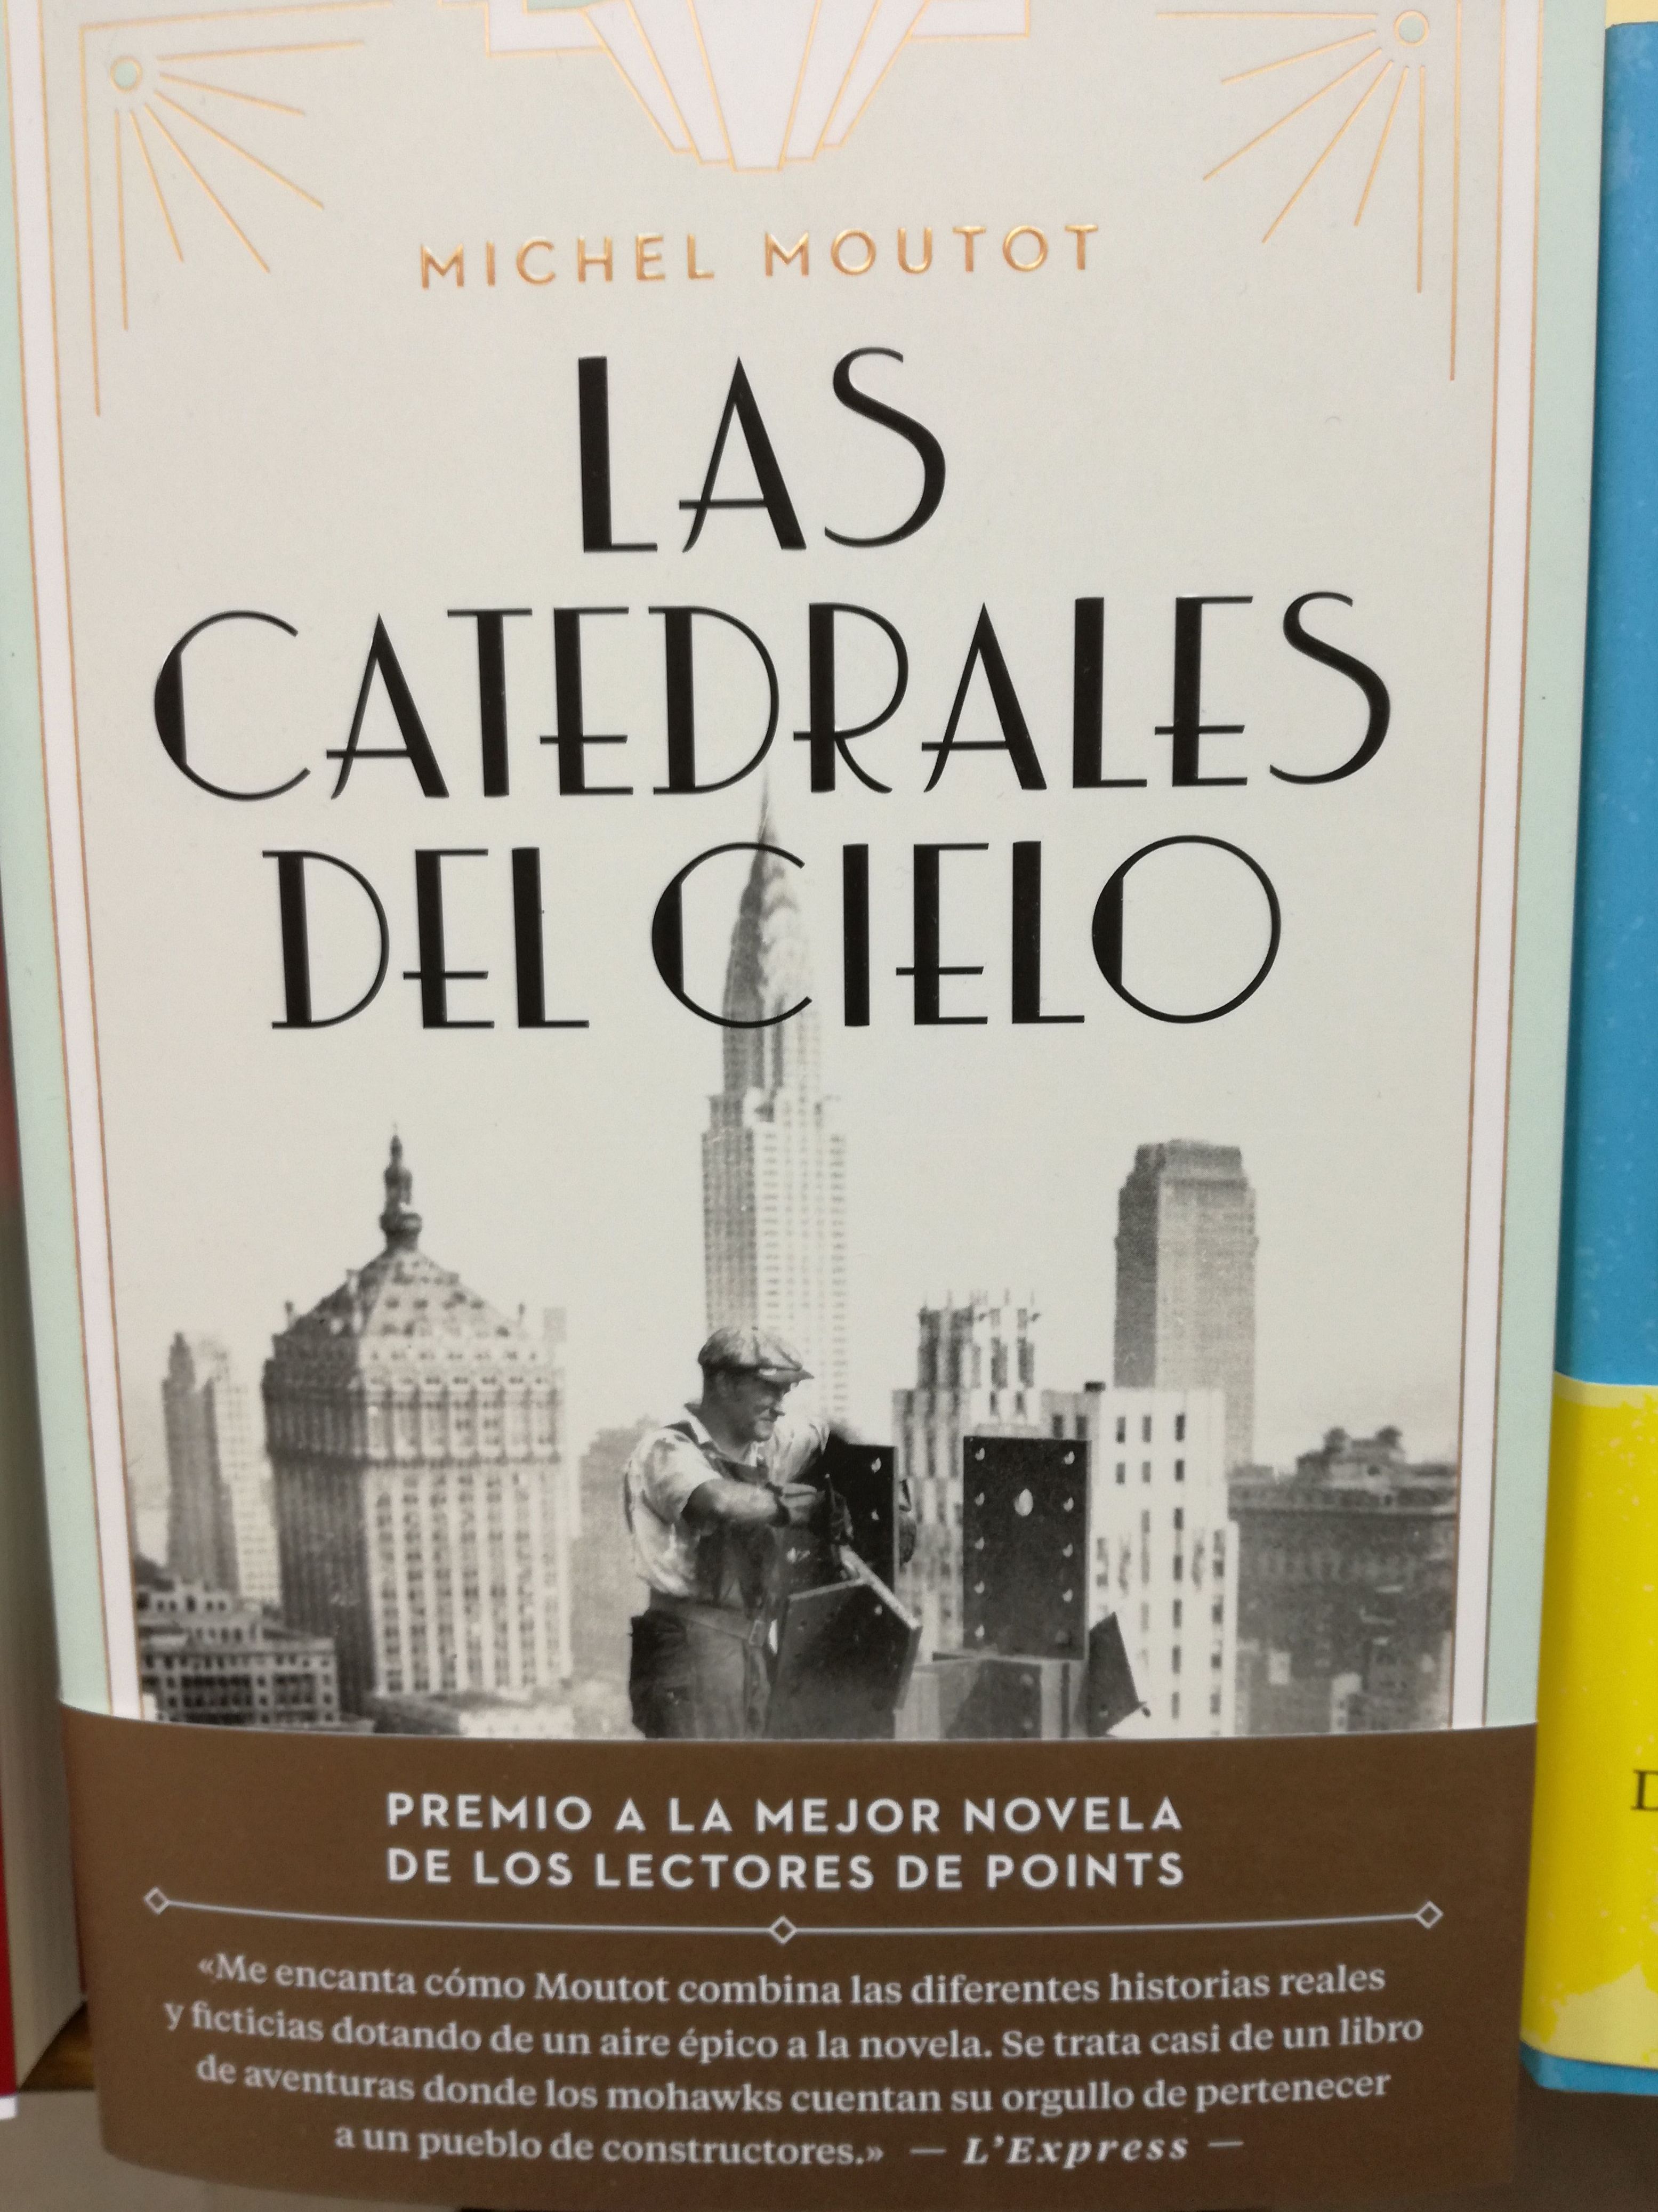 MICHEL MOUTOT
LAS
CATEDRALES
DEL CIELO
PREMIO A LA MEJOR NOVELA
DE LOS LECTORES DE POINTS
«Me encanta cómo Moutot combina las diferentes historias reales
y ficticias dotando de un aire épico a la novela. Se trata casi de un libro
de aventuras donde los mohawks cuentan su orgullo de pertenecer
a un pueblo de constructores.» — L'Express —